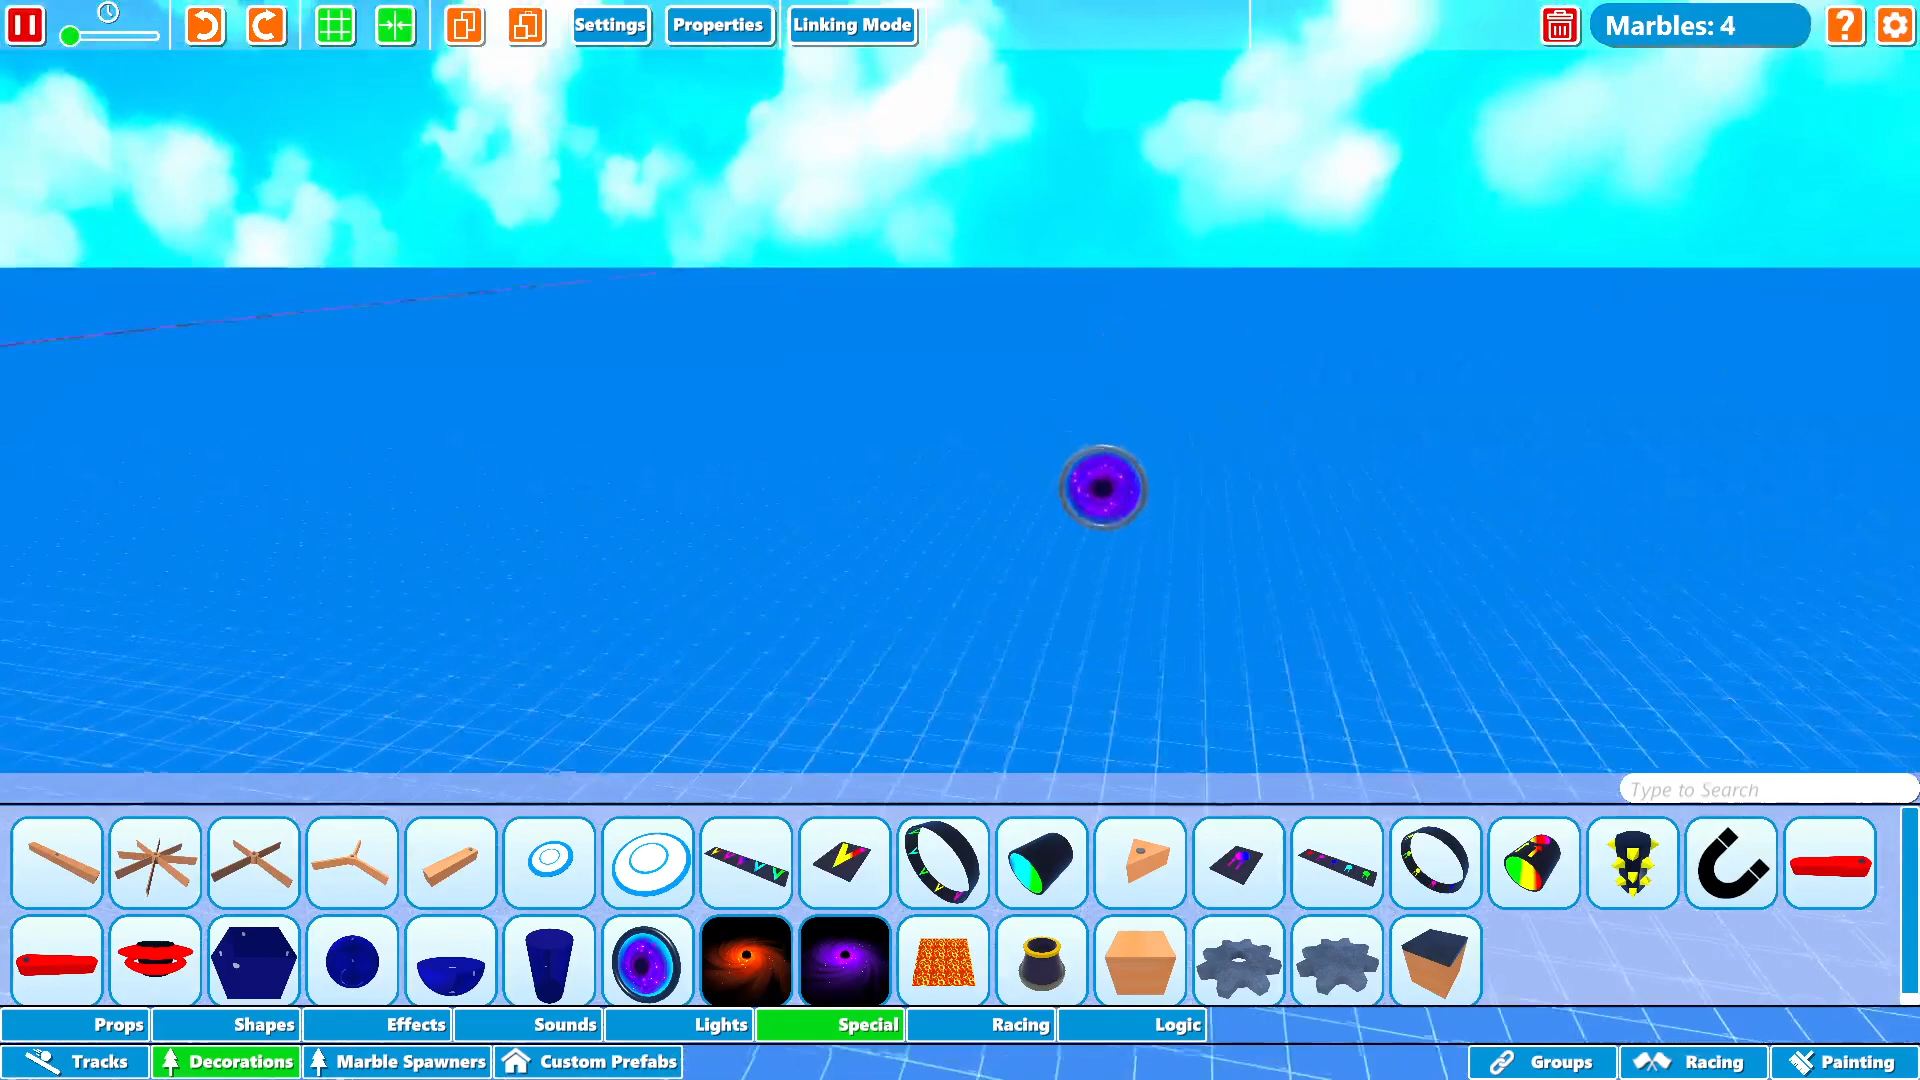 Settings
Properties
Linking Mode
Marbles: 4
?
Type to Search
Props
Shapes
Effects
Sounds
Lights
Special
Racing
Logic
Tracks
Decorations
Marble Spawners
Custom Prefabs
Groups
Racing
Painting